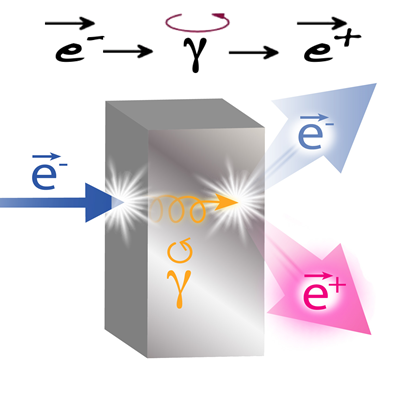 e⁻ → γ → e⁺
e⁻
e⁻
γ
e⁺